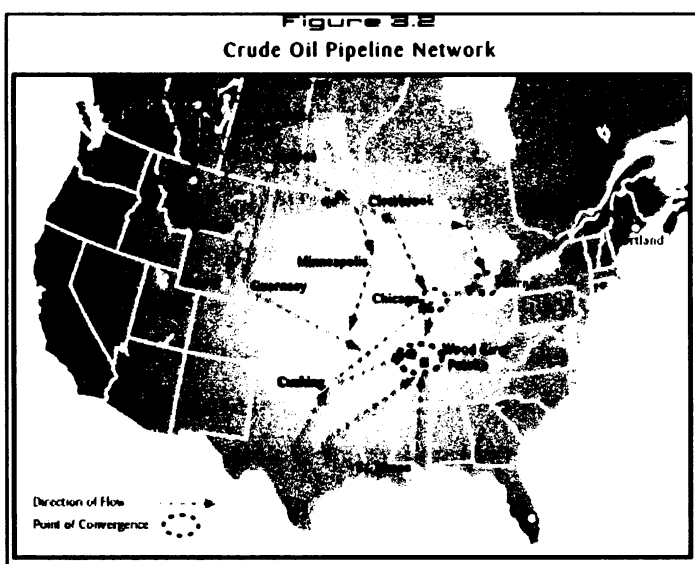 Figure 3.2
Crude Oil Pipeline Network
Clearbrook
Minneapolis
Guernsey
Chicago
Wood River
Patoka
Cushing
Direction of Flow
Point of Convergence